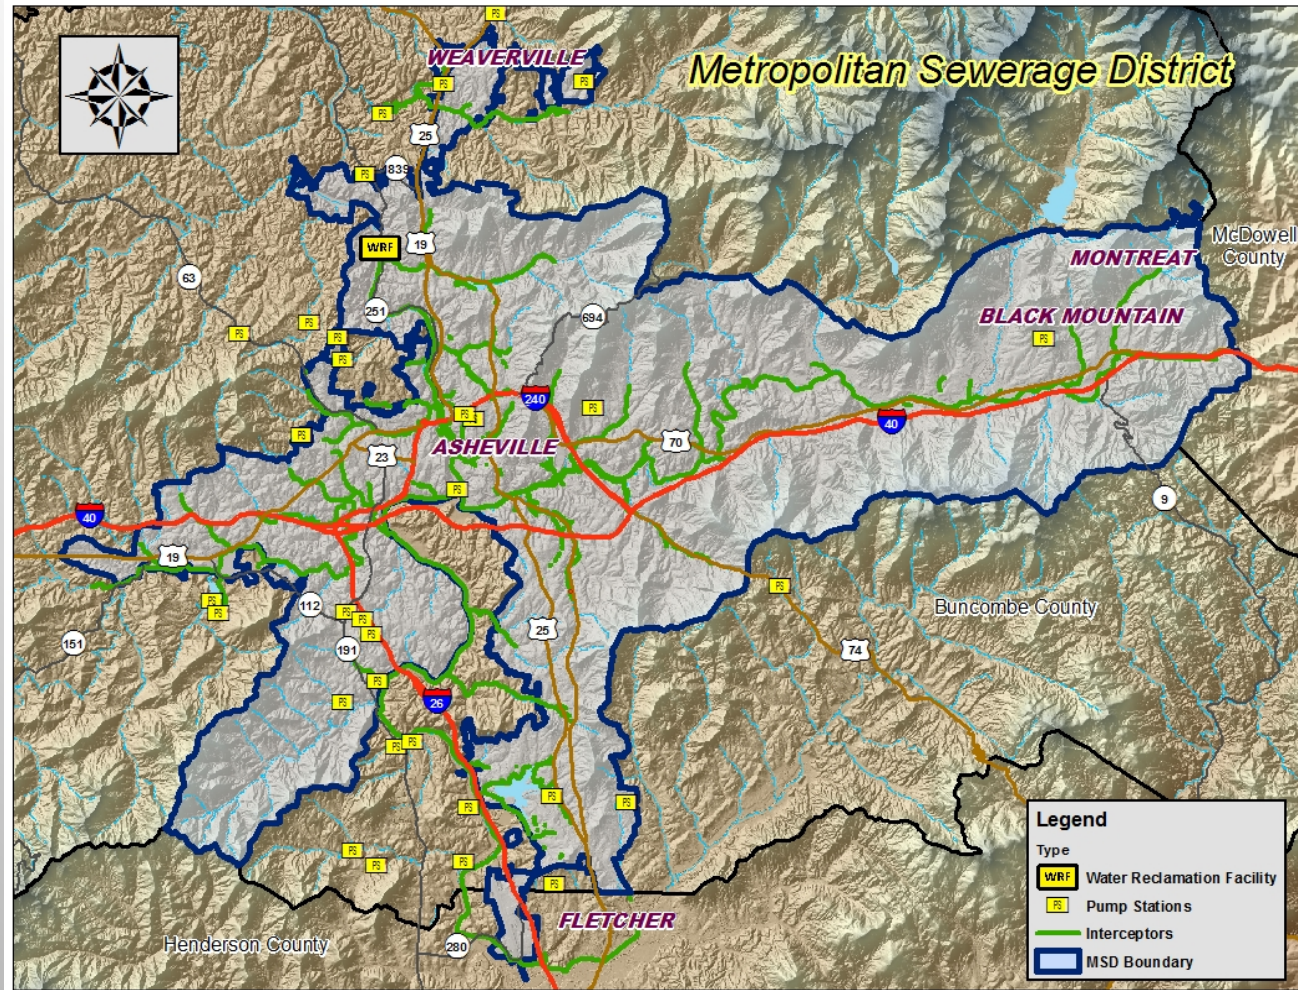 PS
WEAVERVILLE
Metropolitan Sewerage District
PS
PS
PS
25
PS
839
WRF
19
McDowell
County
MONTREAT
63
251
694
BLACK MOUNTAIN
PS
PS
PS
PS
PS
240
PS
PS
PS
40
PS
ASHEVILLE
70
23
PS
9
40
19
PS
PS
PS
112
PS
PS
PS
Buncombe County
25
151
191
74
PS
PS
26
PS
PS
PS
PS
PS
PS
PS
PS
PS
FLETCHER
Henderson County
280
Legend
Type
WRF Water Reclamation Facility
PS Pump Stations
Interceptors
MSD Boundary